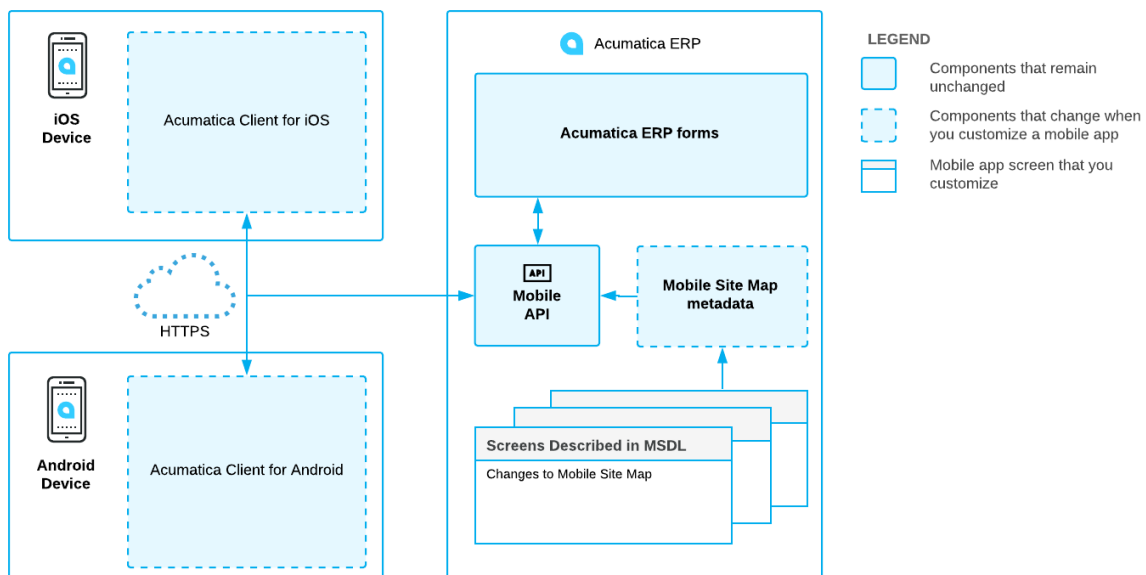 iOS
Device
Acumatica Client for iOS
HTTPS
Android
Device
Acumatica Client for Android
Acumatica ERP
Acumatica ERP forms
API
Mobile
API
Mobile Site Map
metadata
Screens Described in MSDL
Changes to Mobile Site Map
LEGEND
Components that remain
unchanged
Components that change when
you customize a mobile app
Mobile app screen that you
customize